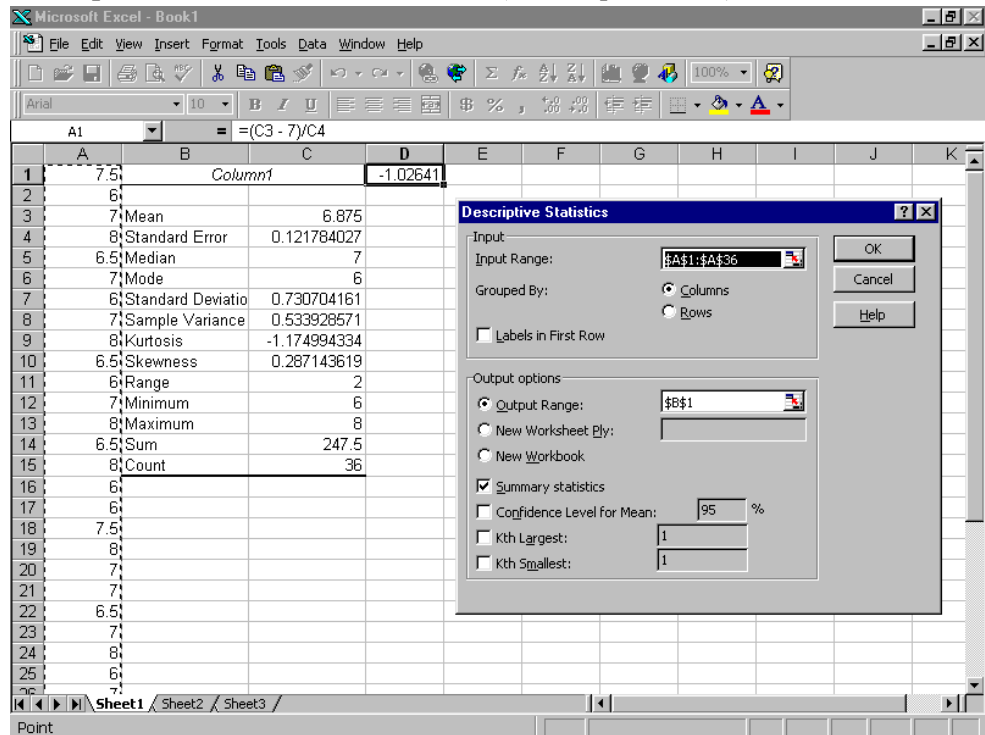 Microsoft Excel - Book1
File Edit View Insert Format Tools Data Window Help
100%
Arial 10 B I U $ % ,
A1 = =(C3 - 7)/C4
A B C D E F G H I J K
1 7.5 Column1 -1.02641
2 6
3 7 Mean 6.875
4 8 Standard Error 0.121784027
5 6.5 Median 7
6 7 Mode 6
7 6 Standard Deviatio 0.730704161
8 7 Sample Variance 0.533928571
9 8 Kurtosis -1.174994334
10 6.5 Skewness 0.287143619
11 6 Range 2
12 7 Minimum 6
13 8 Maximum 8
14 6.5 Sum 247.5
15 8 Count 36
16 6
17 6
18 7.5
19 8
20 7
21 7
22 6.5
23 7
24 8
25 6
26 7
Descriptive Statistics
Input
Input Range: $A$1:$A$36
Grouped By: Columns
Rows
Labels in First Row
OK
Cancel
Help
Output options
Output Range: $B$1
New Worksheet Ply:
New Workbook
Summary statistics
Confidence Level for Mean: 95 %
Kth Largest: 1
Kth Smallest: 1
Sheet1 Sheet2 Sheet3
Point